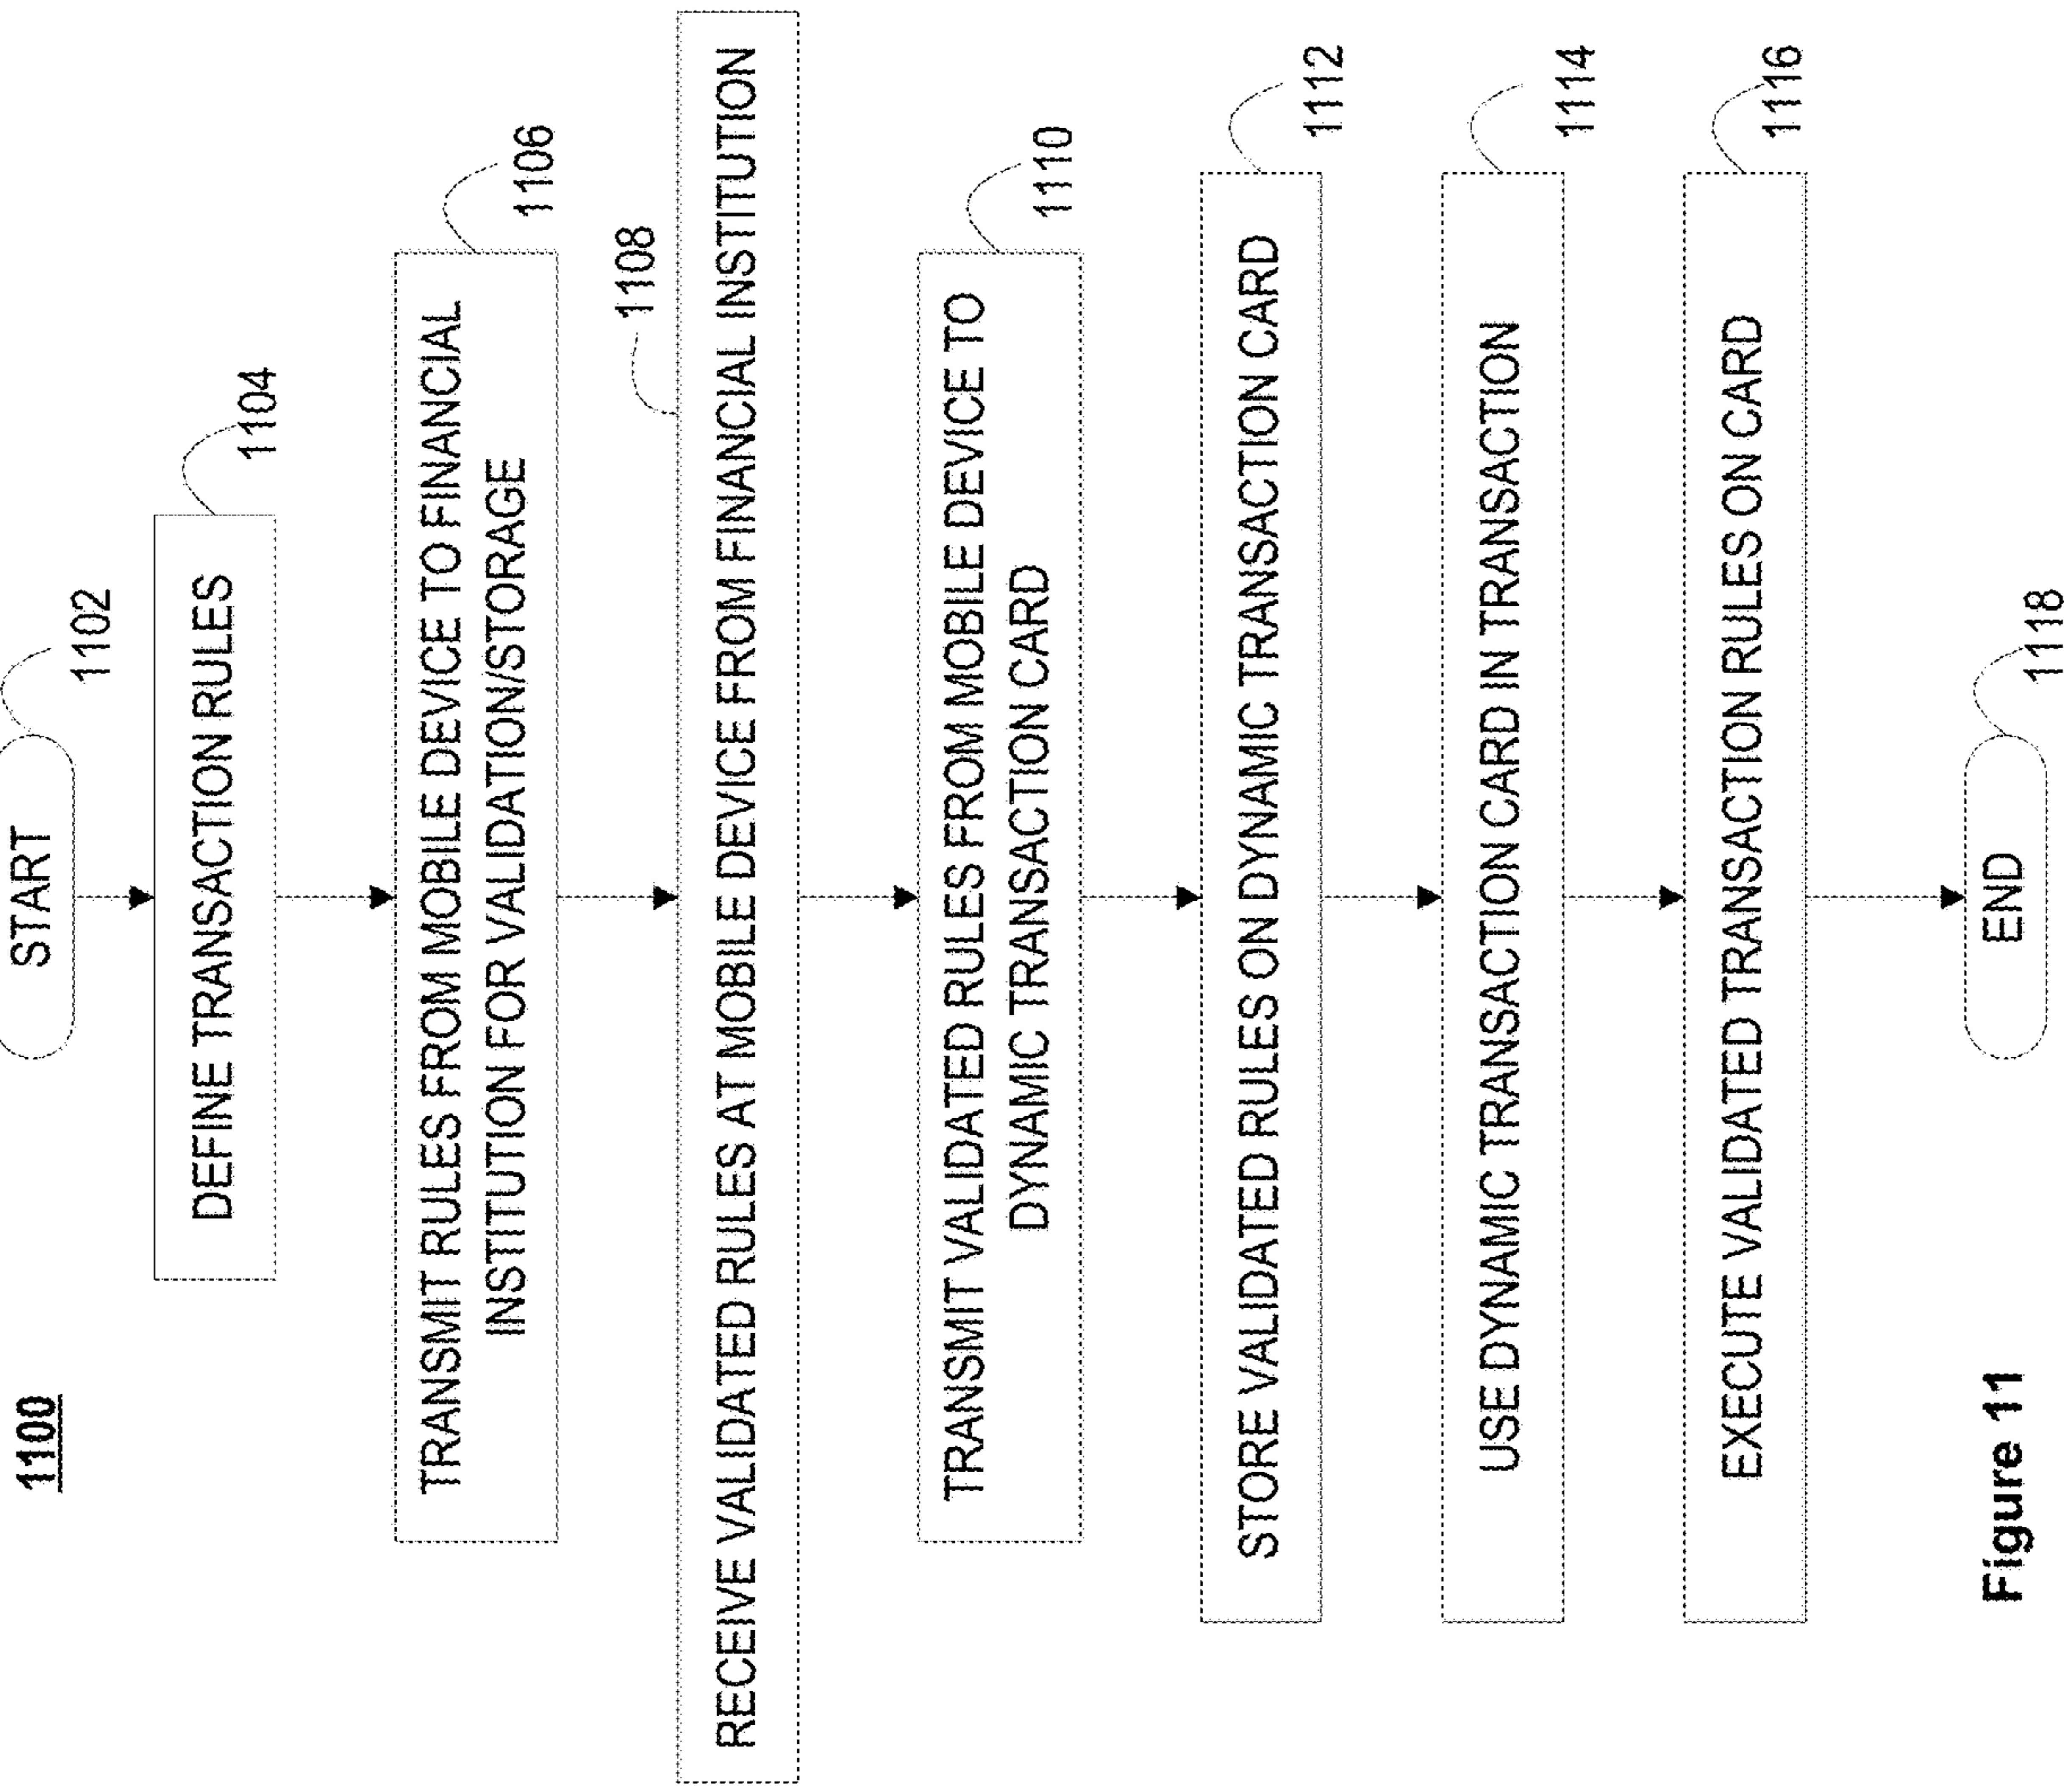 1100
START
1102
DEFINE TRANSACTION RULES
1104
TRANSMIT RULES FROM MOBILE DEVICE TO FINANCIAL
INSTITUTION FOR VALIDATION/STORAGE
1106
1108
RECEIVE VALIDATED RULES AT MOBILE DEVICE FROM FINANCIAL INSTITUTION
TRANSMIT VALIDATED RULES FROM MOBILE DEVICE TO
DYNAMIC TRANSACTION CARD
1110
STORE VALIDATED RULES ON DYNAMIC TRANSACTION CARD
1112
USE DYNAMIC TRANSACTION CARD IN TRANSACTION
1114
EXECUTE VALIDATED TRANSACTION RULES ON CARD
1116
END
1118
Figure 11